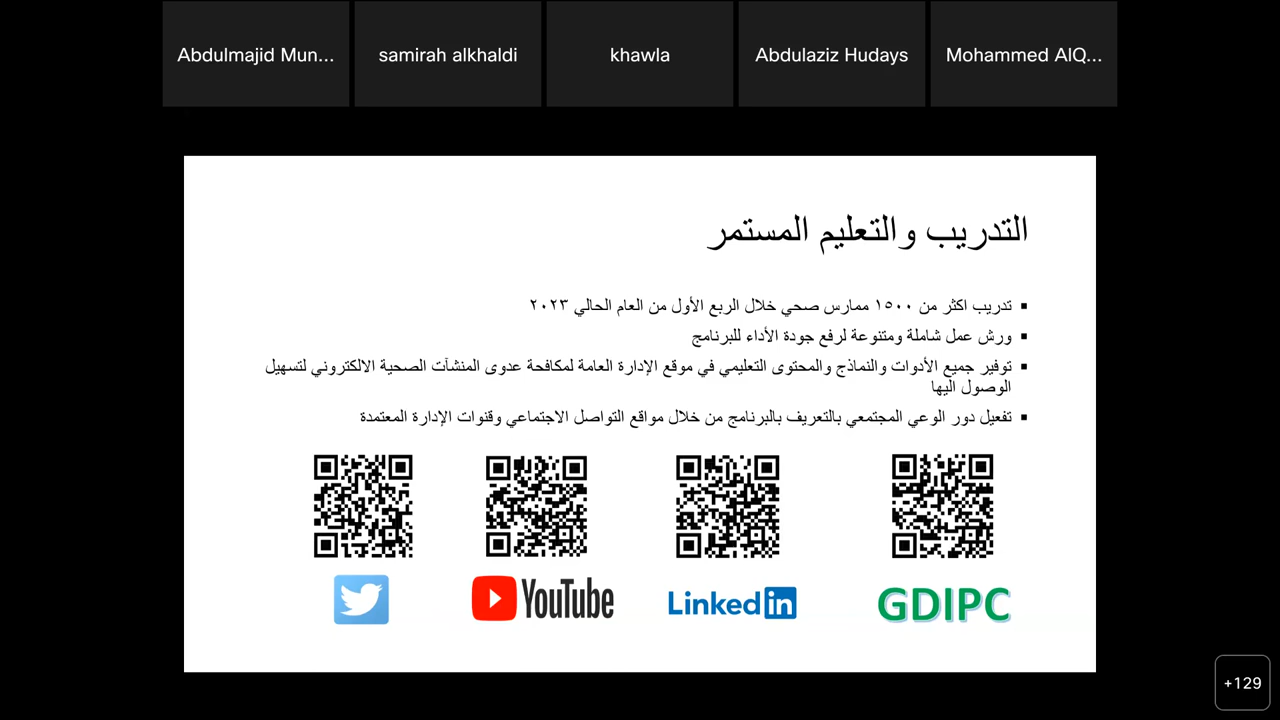 Abdulmajid Mun...
samirah alkhaldi
khawla
Abdulaziz Hudays
Mohammed AlQ...
التدريب والتعليم المستمر
▪ تدريب اكثر من ١٥٠٠ ممارس صحي خلال الربع الأول من العام الحالي ٢٠٢٣
▪ ورش عمل شاملة ومتنوعة لرفع جودة الأداء للبرنامج
▪ توفير جميع الأدوات والنماذج والمحتوى التعليمي في موقع الإدارة العامة لمكافحة عدوى المنشآت الصحية الالكتروني لتسهيل
الوصول اليها
▪ تفعيل دور الوعي المجتمعي بالتعريف بالبرنامج من خلال مواقع التواصل الاجتماعي وقنوات الإدارة المعتمدة
YouTube
Linkedin
GDIPC
+129